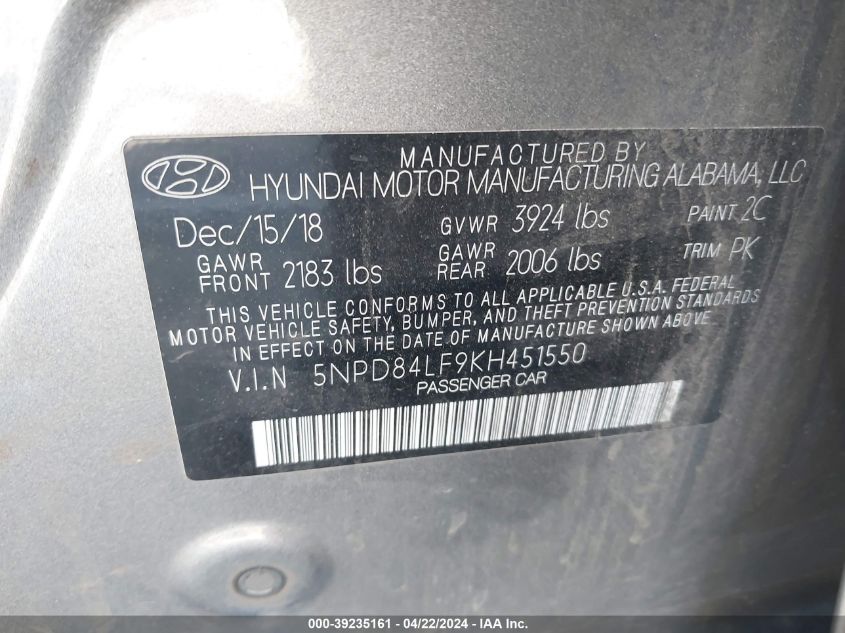 MANUFACTURED BY
HYUNDAI MOTOR MANUFACTURING ALABAMA, LLC
Dec/15/18 GVWR 3924 lbs PAINT 2C
GAWR FRONT 2183 lbs GAWR REAR 2006 lbs TRIM PK
THIS VEHICLE CONFORMS TO ALL APPLICABLE U.S.A. FEDERAL
MOTOR VEHICLE SAFETY, BUMPER, AND THEFT PREVENTION STANDARDS
IN EFFECT ON THE DATE OF MANUFACTURE SHOWN ABOVE
V.I.N 5NPD84LF9KH451550
PASSENGER CAR
000-39235161 - 04/22/2024 - IAA Inc.